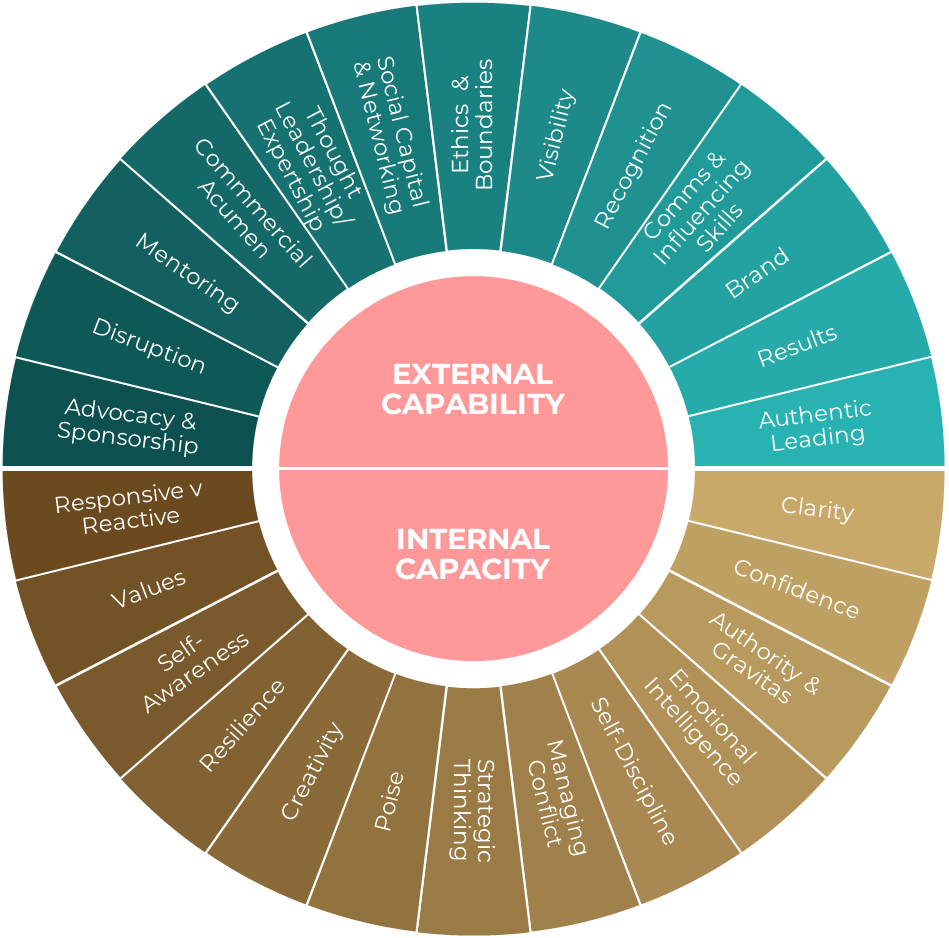 EXTERNAL
CAPABILITY
INTERNAL
CAPACITY
Advocacy &
Sponsorship
Disruption
Mentoring
Commmercial
Acumen
Thought
Leadership/
Expertship
Social Capital
& Networking
Ethics &
Boundaries
Visibility
Recognition
Comms &
Influencing
Skills
Brand
Results
Authentic
Leading
Clarity
Confidence
Authority &
Gravitas
Emotional
Intelligence
Self-Discipline
Managing
Conflict
Strategic
Thinking
Poise
Creativity
Resilience
Self-
Awareness
Values
Responsive v
Reactive